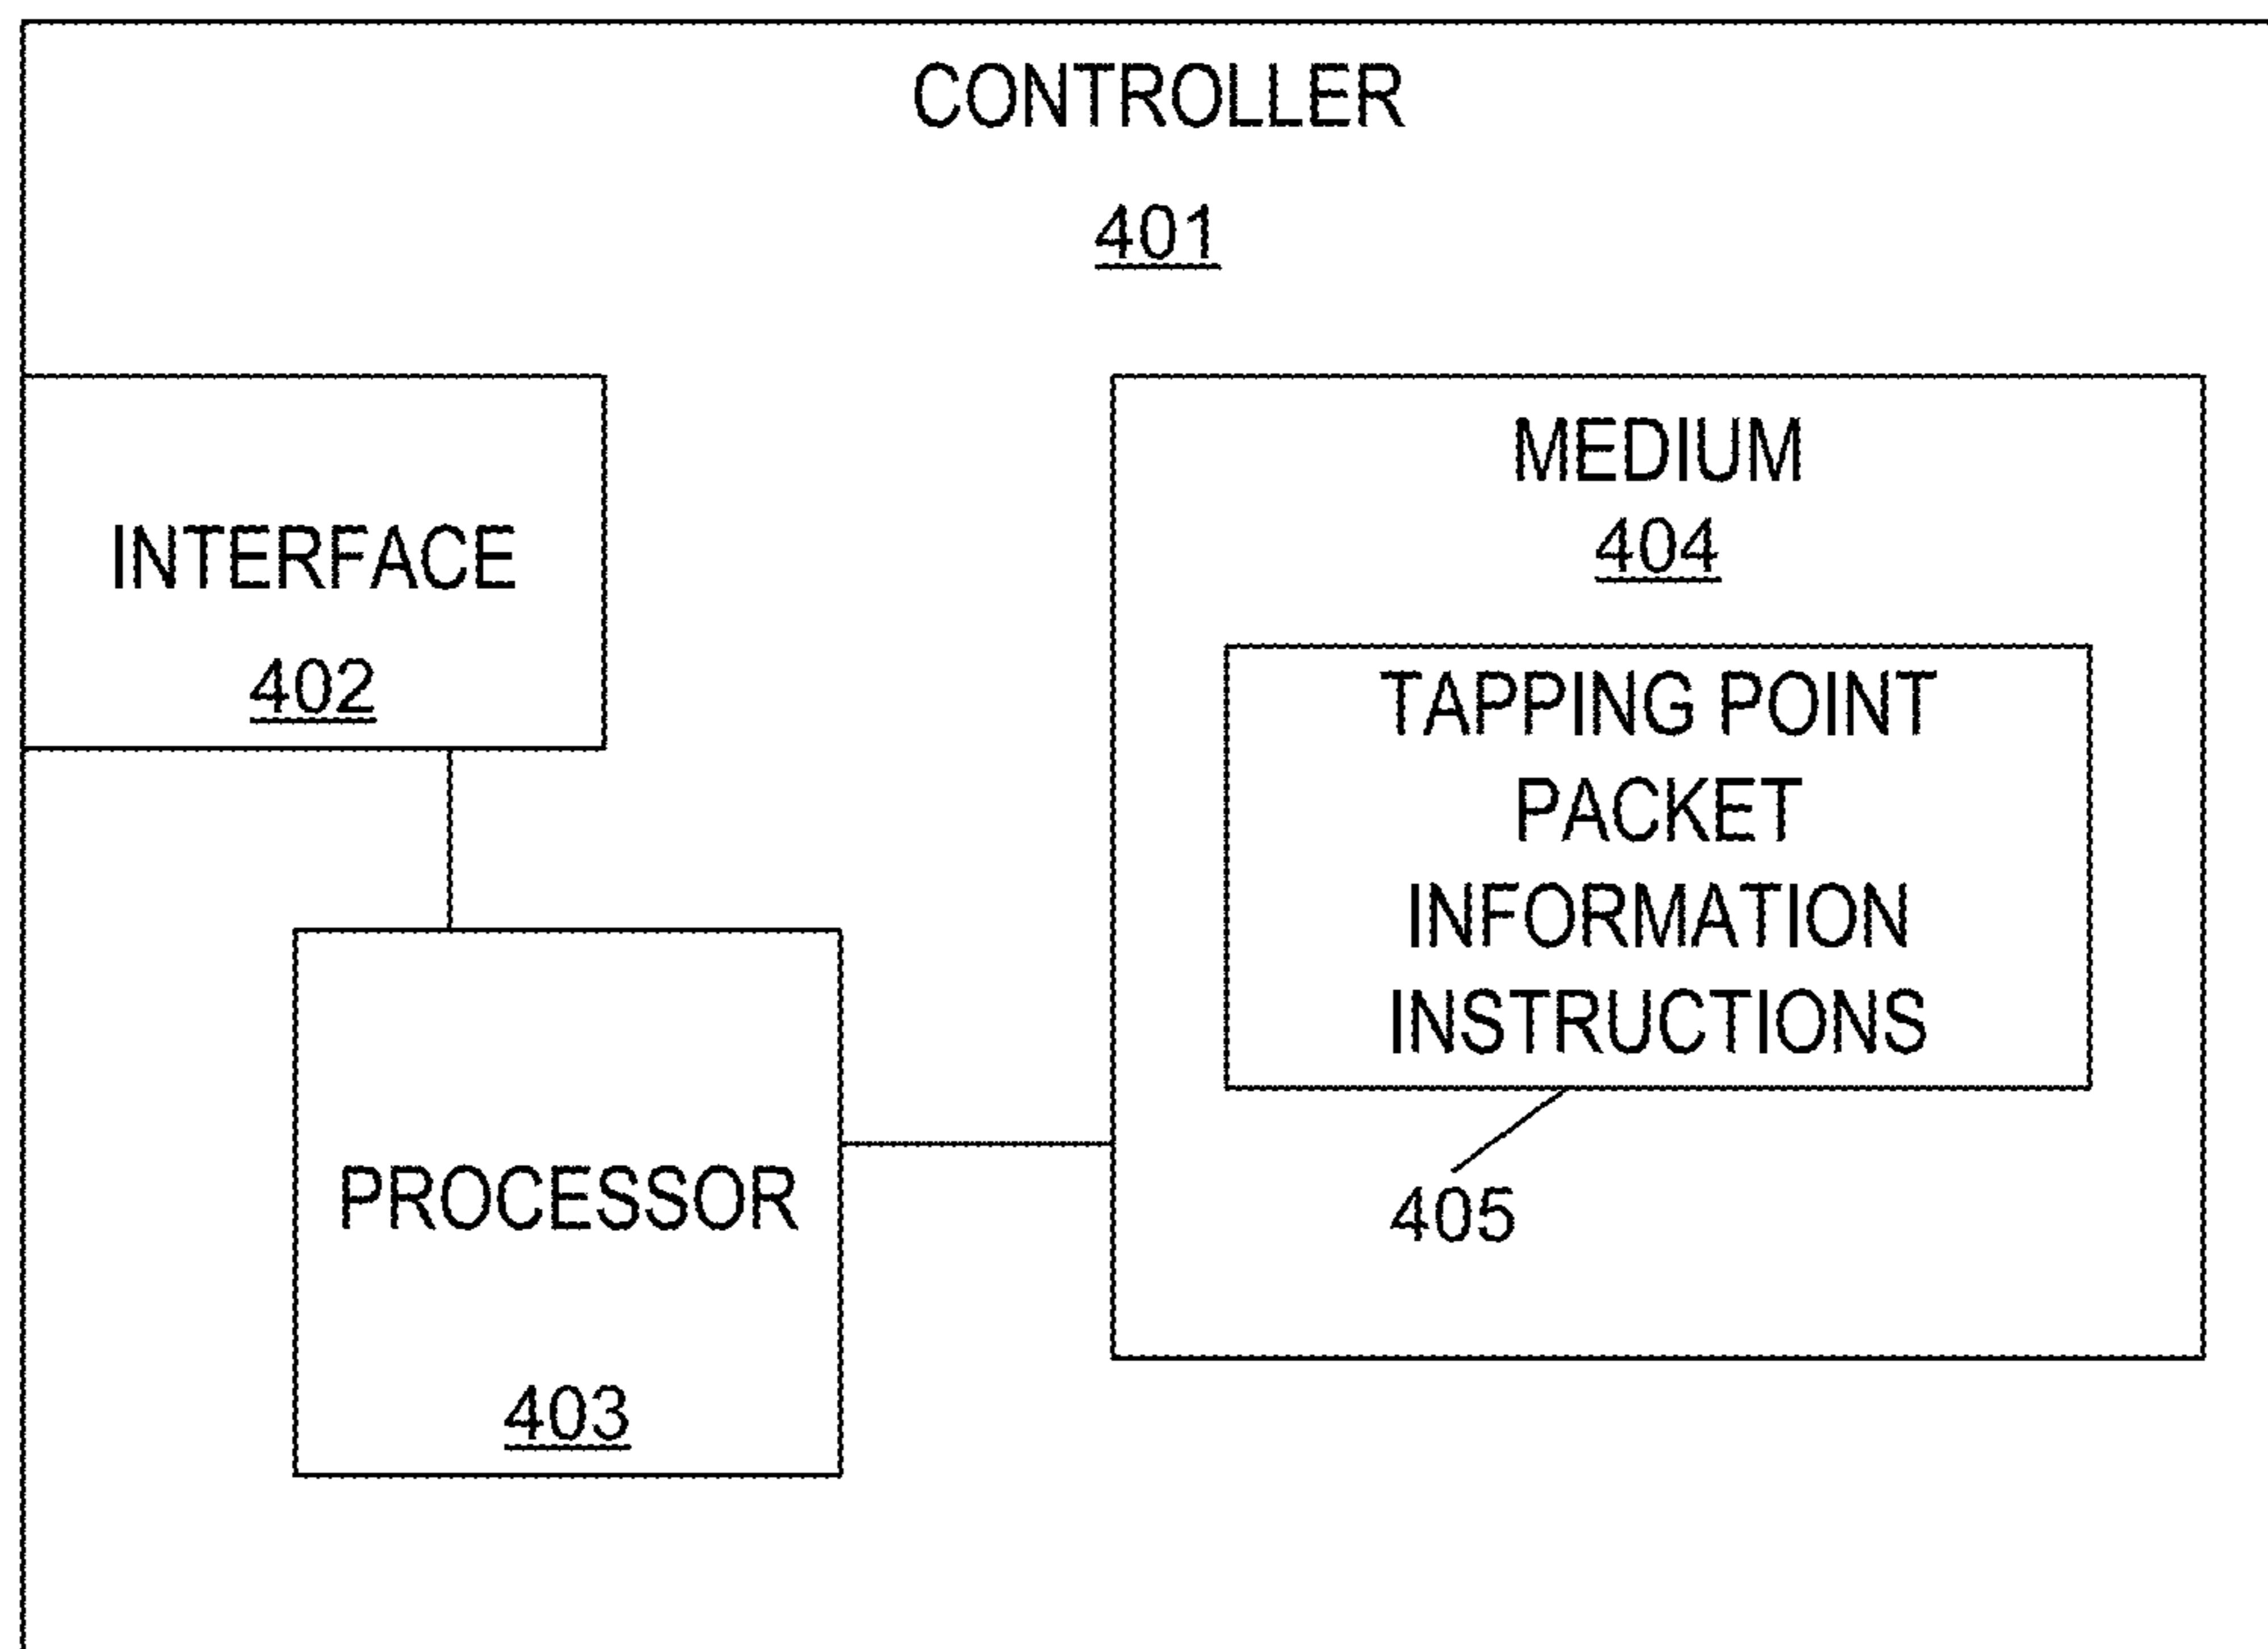 CONTROLLER
401
INTERFACE
402
MEDIUM
404
TAPPING POINT
PACKET
INFORMATION
INSTRUCTIONS
405
PROCESSOR
403